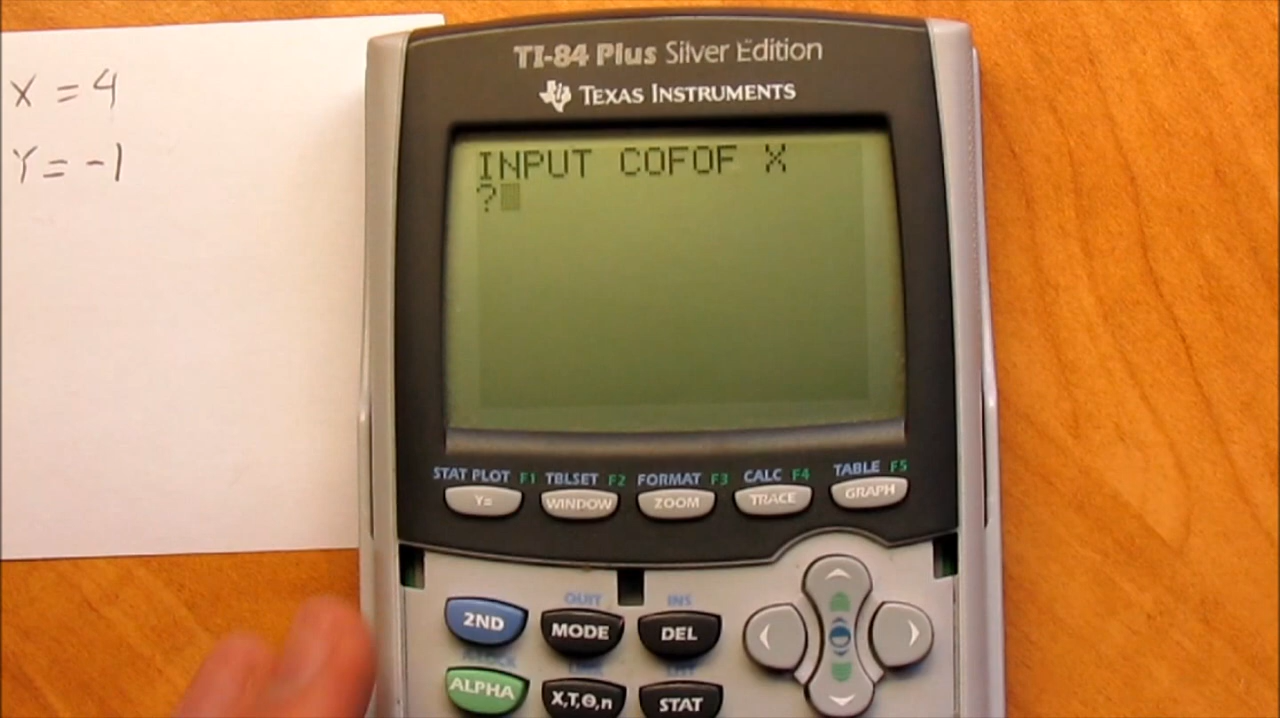 X = 4
Y = -1
TI-84 Plus Silver Edition
TEXAS INSTRUMENTS
INPUT COFOF X
?
STAT PLOT F1 TBLSET F2 FORMAT F3 CALC F4 TABLE F5
Y= WINDOW ZOOM TRACE GRAPH
QUIT INS
2ND MODE DEL
ALPHA X,T,θ,n STAT